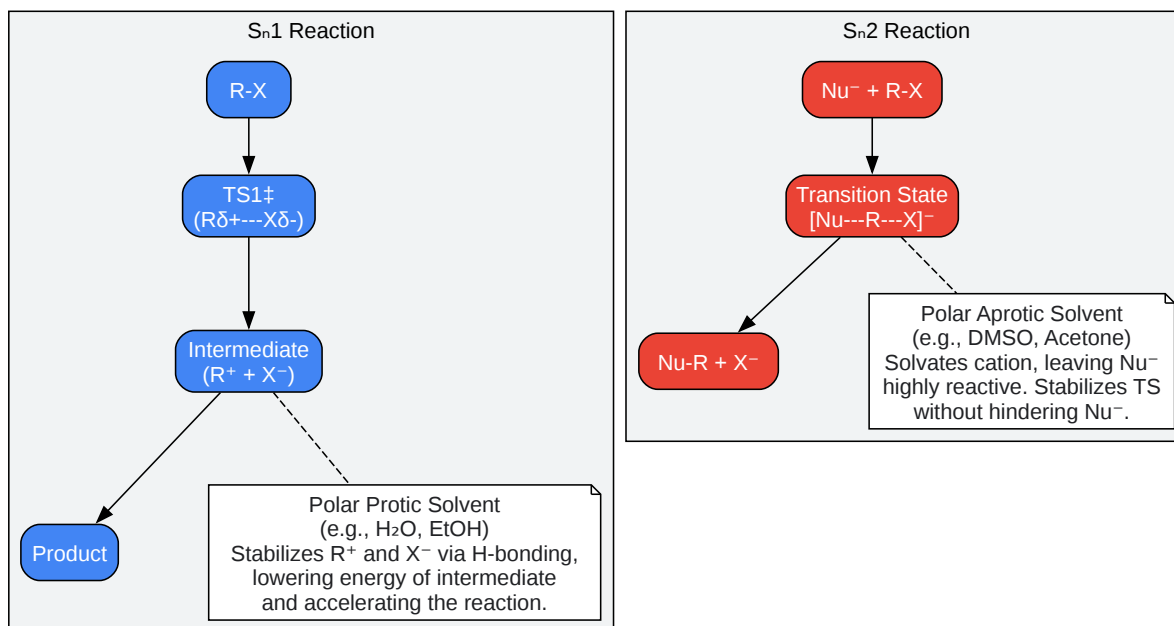 Sₙ1 Reaction
R-X
TS1‡
(Rδ+---Xδ-)
Intermediate
(R⁺ + X⁻)
Product
Polar Protic Solvent
(e.g., H₂O, EtOH)
Stabilizes R⁺ and X⁻ via H-bonding,
lowering energy of intermediate
and accelerating the reaction.
Sₙ2 Reaction
Nu⁻ + R-X
Transition State
[Nu---R---X]⁻
Nu-R + X⁻
Polar Aprotic Solvent
(e.g., DMSO, Acetone)
Solvates cation, leaving Nu⁻
highly reactive. Stabilizes TS
without hindering Nu⁻.